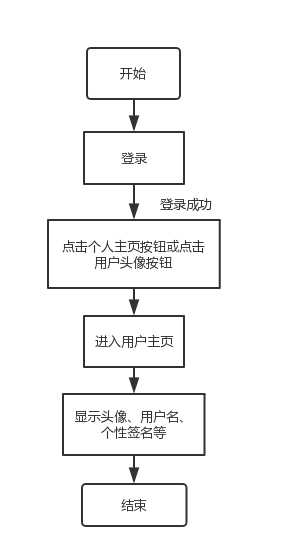 开始
登录
登录成功
点击个人主页按钮或点击
用户头像按钮
进入用户主页
显示头像、用户名、
个性签名等
结束